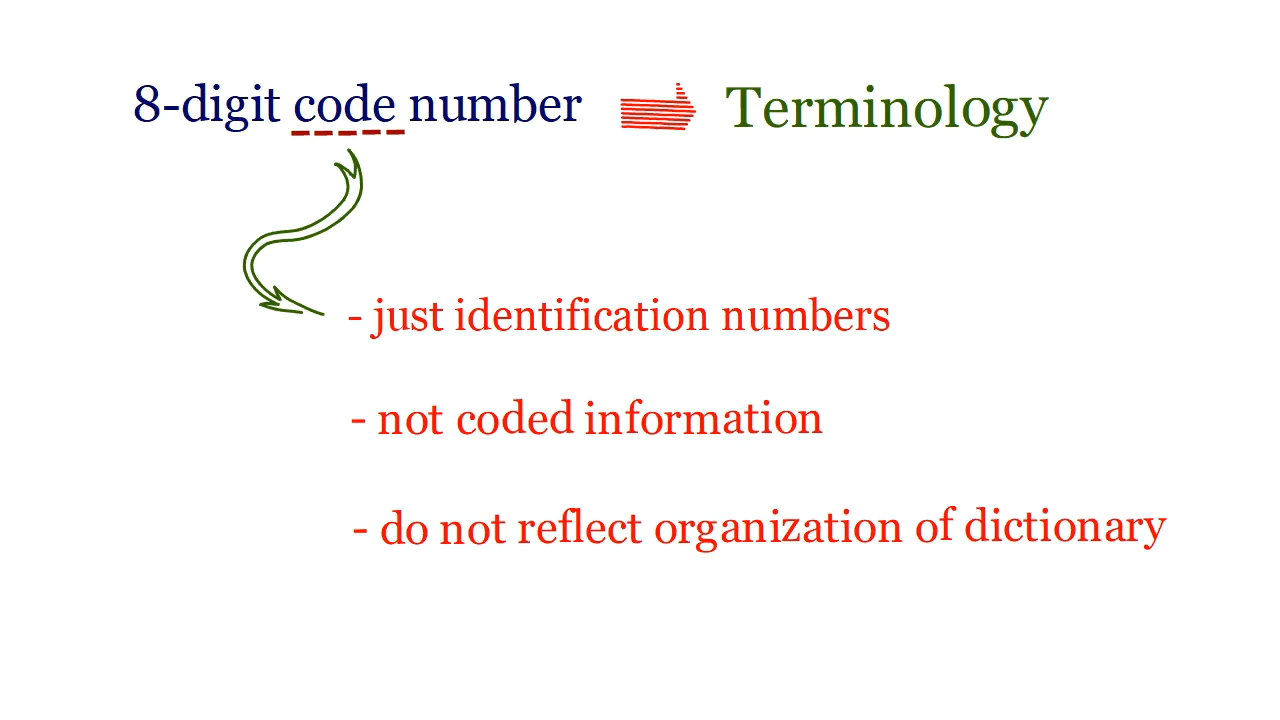 8-digit code number Terminology
- just identification numbers
- not coded information
- do not reflect organization of dictionary